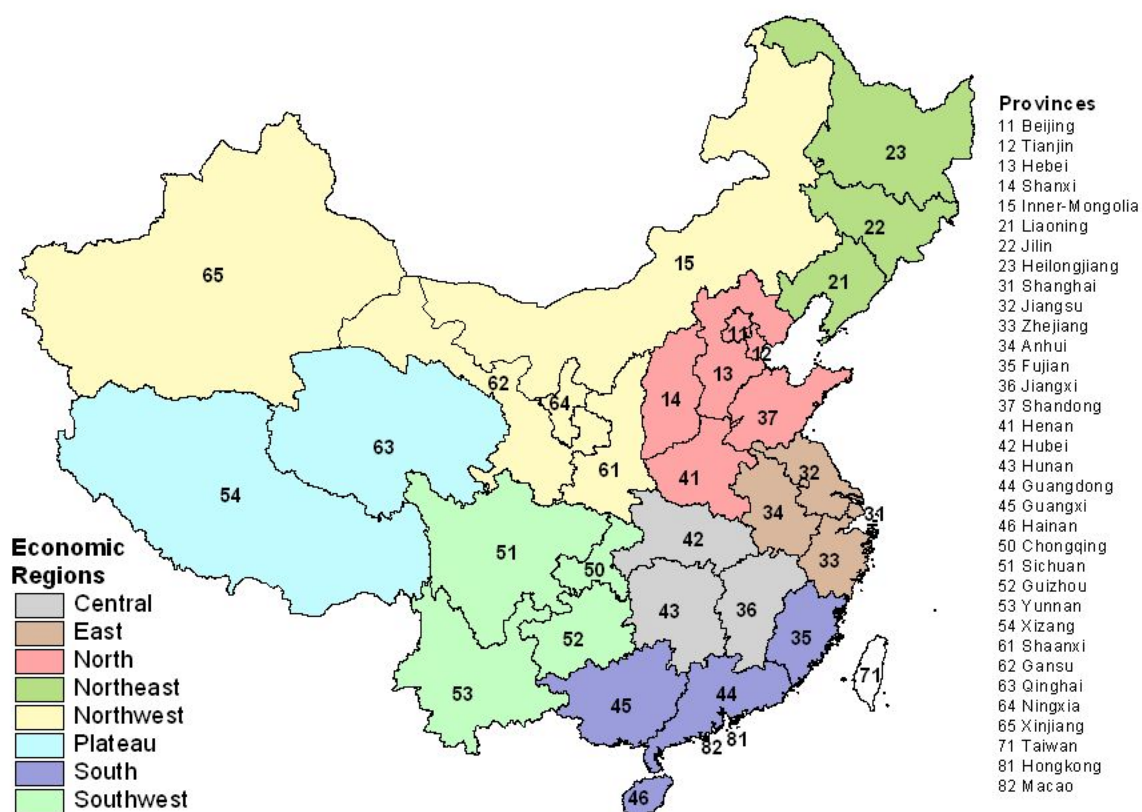 23
22
21
15
65
11
12
13
62
14
64
37
63
61
41
32
54
34
31
51
42
50
33
43
36
52
35
53
71
45
44
82
81
46
Economic
Regions
Central
East
North
Northeast
Northwest
Plateau
South
Southwest
Provinces
11 Beijing
12 Tianjin
13 Hebei
14 Shanxi
15 Inner-Mongolia
21 Liaoning
22 Jilin
23 Heilongjiang
31 Shanghai
32 Jiangsu
33 Zhejiang
34 Anhui
35 Fujian
36 Jiangxi
37 Shandong
41 Henan
42 Hubei
43 Hunan
44 Guangdong
45 Guangxi
46 Hainan
50 Chongqing
51 Sichuan
52 Guizhou
53 Yunnan
54 Xizang
61 Shaanxi
62 Gansu
63 Qinghai
64 Ningxia
65 Xinjiang
71 Taiwan
81 Hongkong
82 Macao